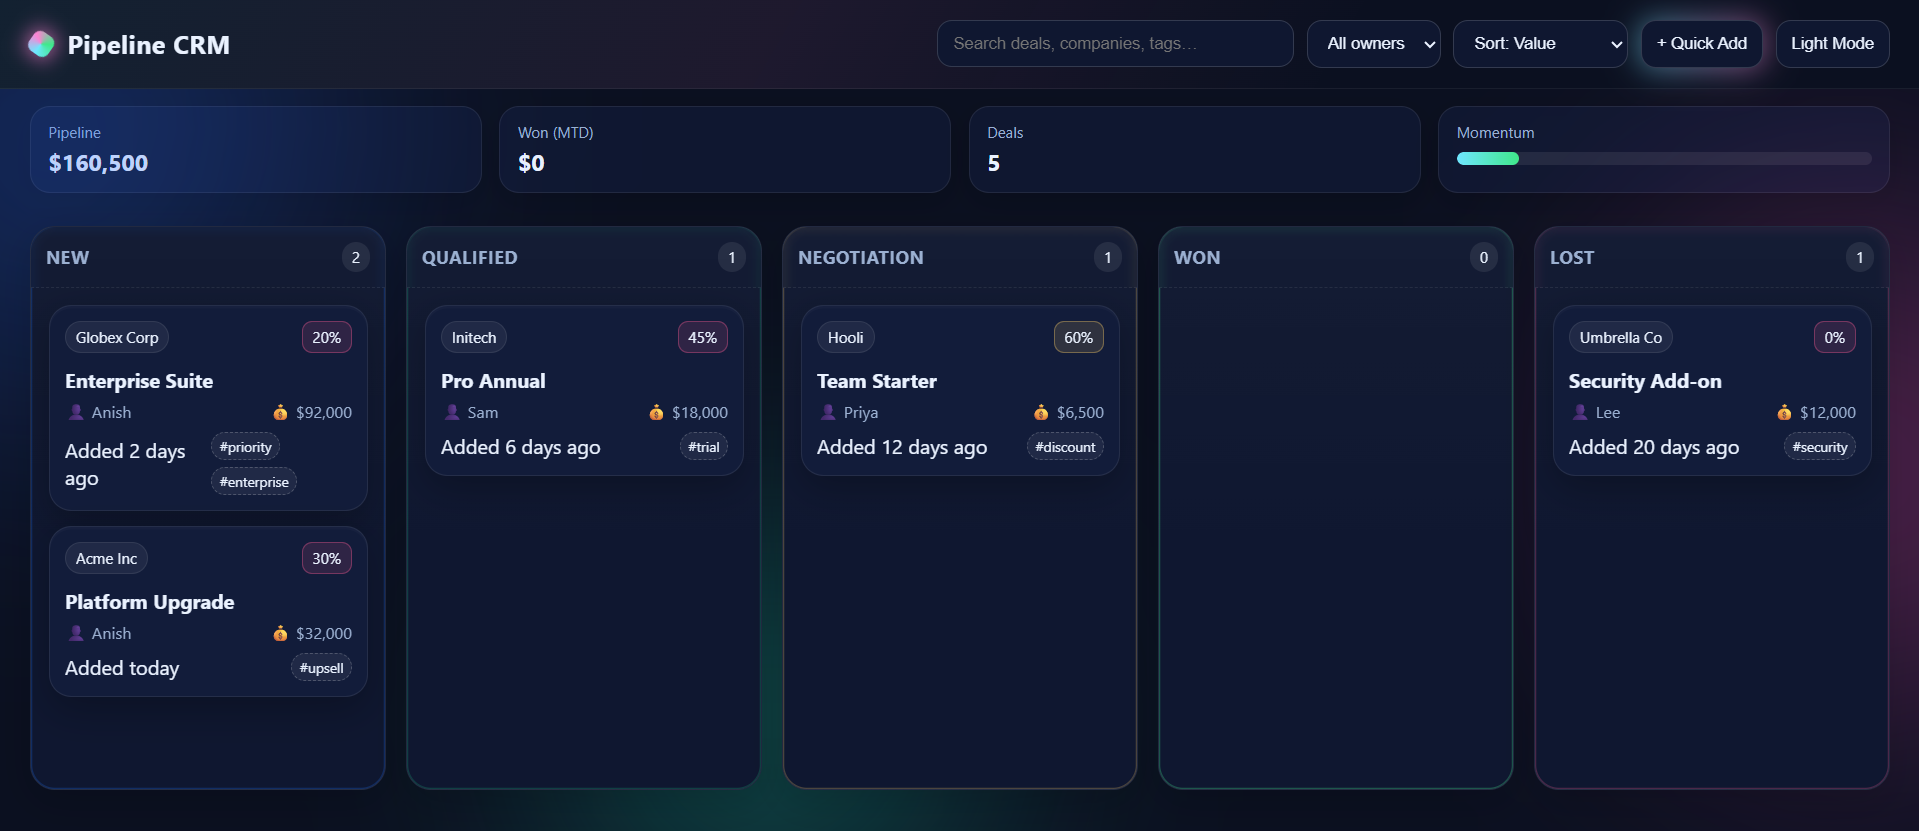 Pipeline CRM
Search deals, companies, tags…
All owners
Sort: Value
+ Quick Add
Light Mode
Pipeline
$160,500
Won (MTD)
$0
Deals
5
Momentum
NEW
2
Globex Corp
20%
Enterprise Suite
Anish
$92,000
Added 2 days
ago
#priority
#enterprise
Acme Inc
30%
Platform Upgrade
Anish
$32,000
Added today
#upsell
QUALIFIED
1
Initech
45%
Pro Annual
Sam
$18,000
Added 6 days ago
#trial
NEGOTIATION
1
Hooli
60%
Team Starter
Priya
$6,500
Added 12 days ago
#discount
WON
0
LOST
1
Umbrella Co
0%
Security Add-on
Lee
$12,000
Added 20 days ago
#security